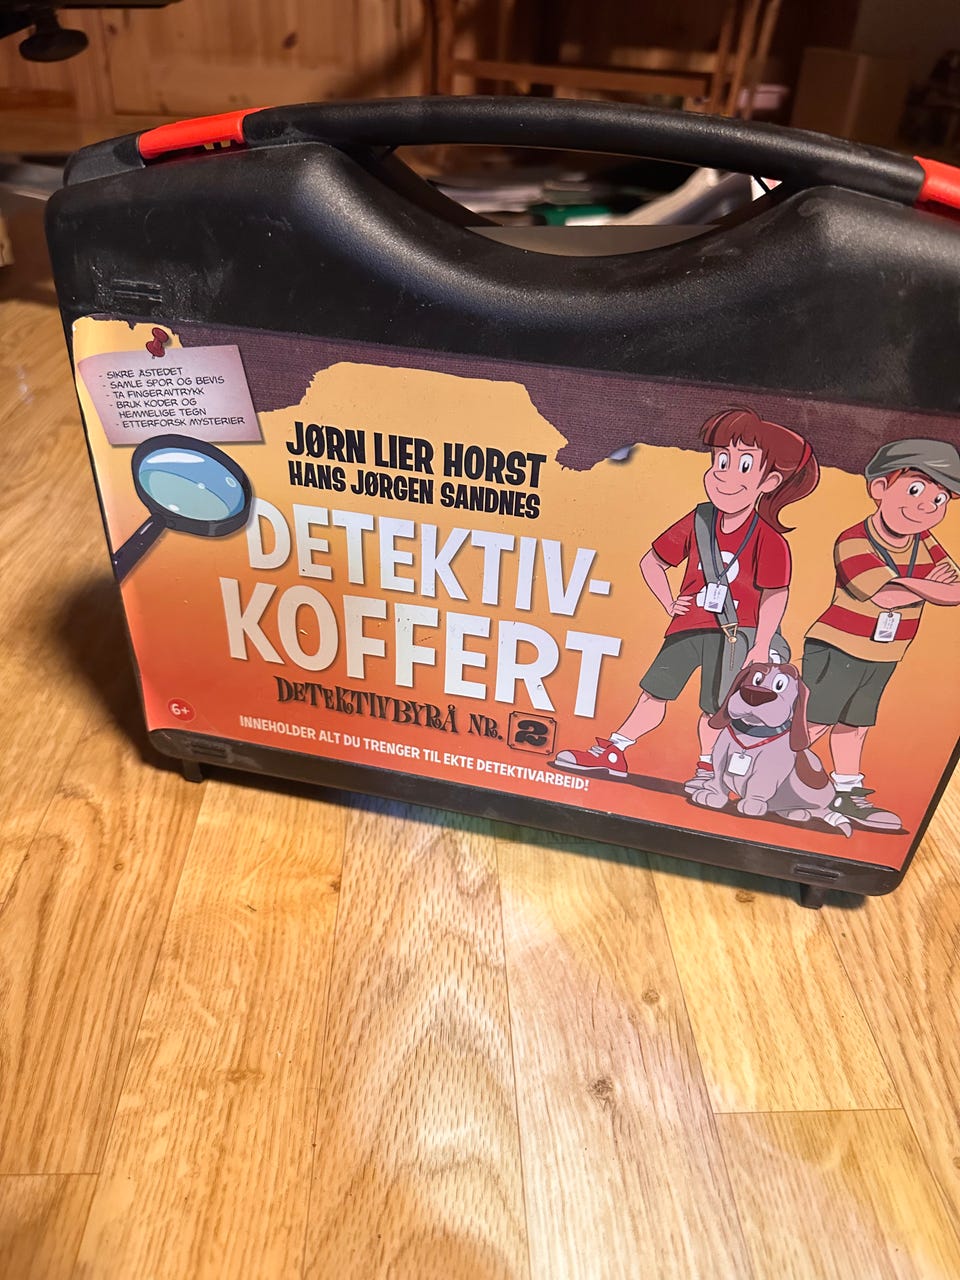 - SIKRE ÅSTEDET
- SAMLE SPOR OG BEVIS
- TA FINGERAVTRYKK
- BRUK KODER OG
HEMMELIGE TEGN
- ETTERFORSK MYSTERIER
JØRN LIER HORST
HANS JØRGEN SANDNES
DETEKTIV-
KOFFERT
DETEKTIVBYRÅ NR. 2
6+
INNEHOLDER ALT DU TRENGER TIL EKTE DETEKTIVARBEID!